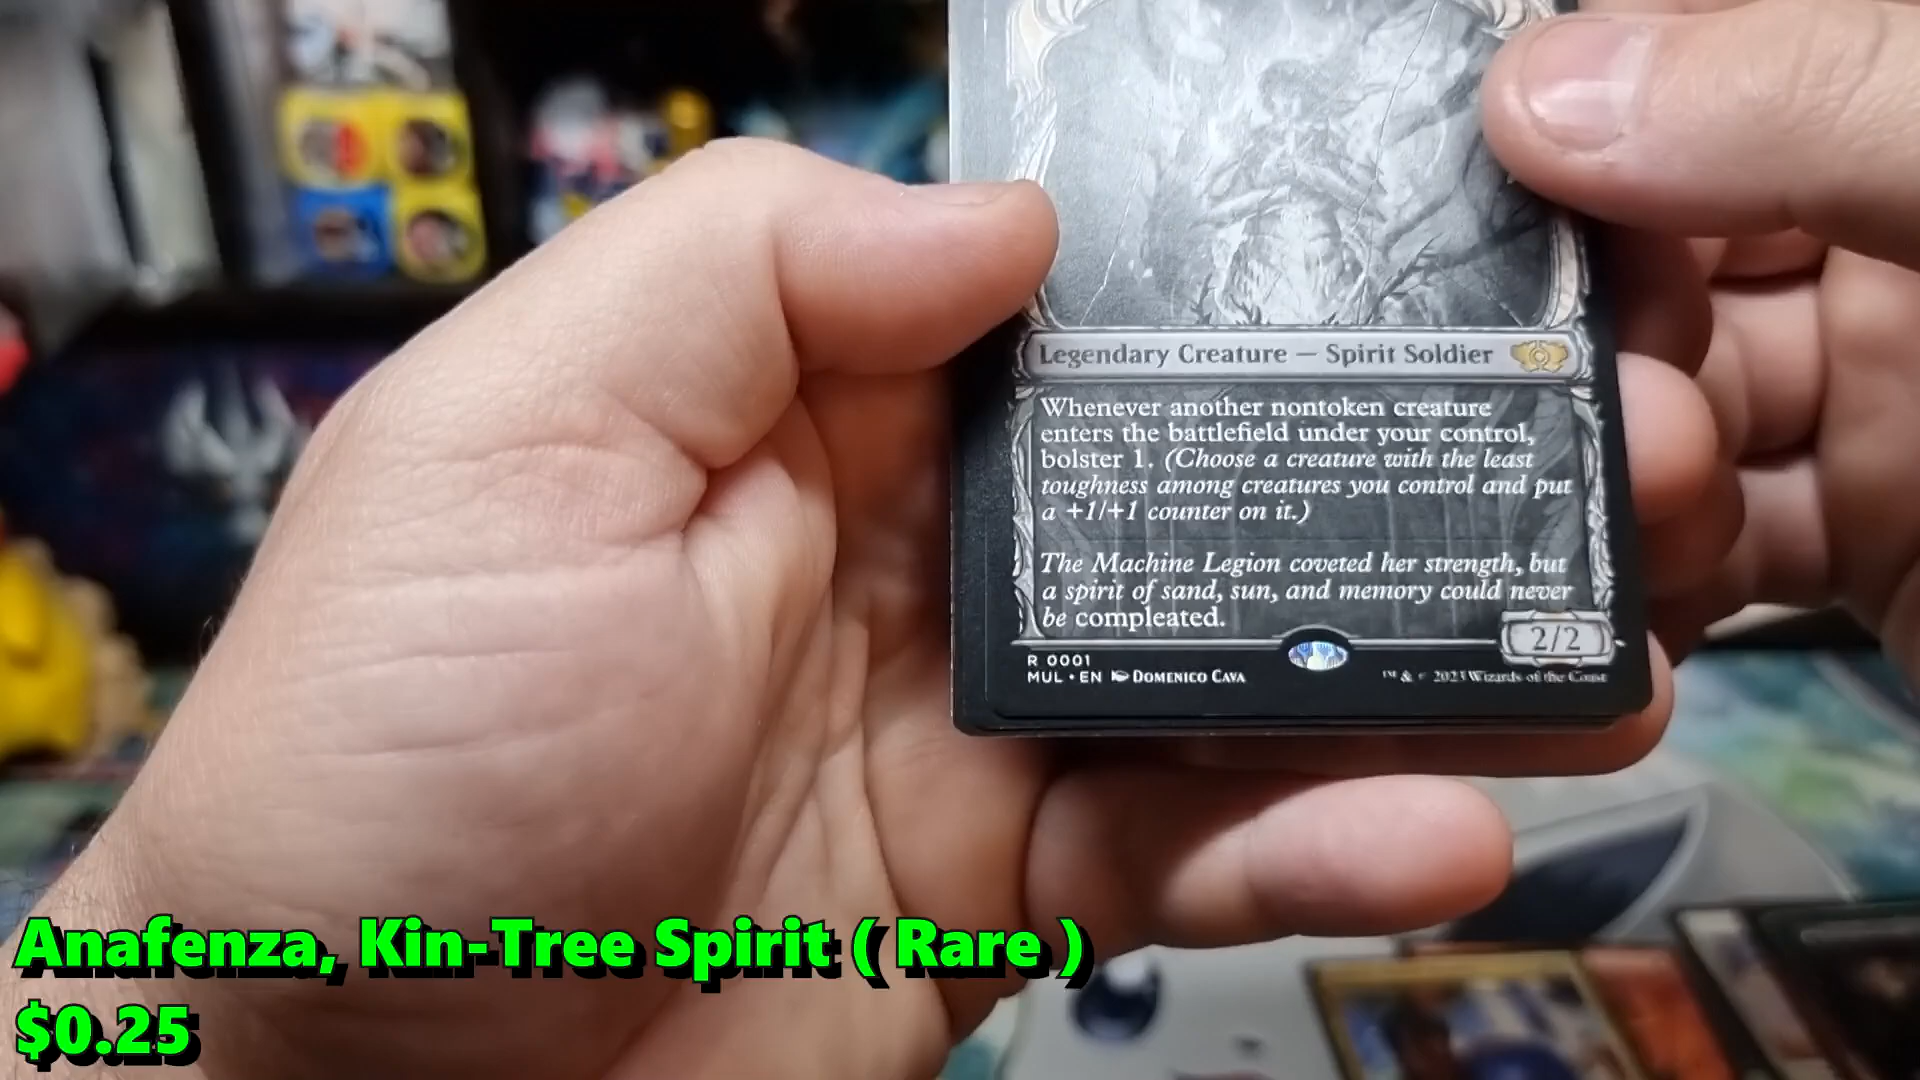 Legendary Creature — Spirit Soldier
Whenever another nontoken creature
enters the battlefield under your control,
bolster 1. (Choose a creature with the least
toughness among creatures you control and put
a +1/+1 counter on it.)
The Machine Legion coveted her strength, but
a spirit of sand, sun, and memory could never
be compleated.
2/2
R 0001
MUL • EN Domenico Cava
™ & © 2023 Wizards of the Coast
Anafenza, Kin-Tree Spirit ( Rare )
$0.25